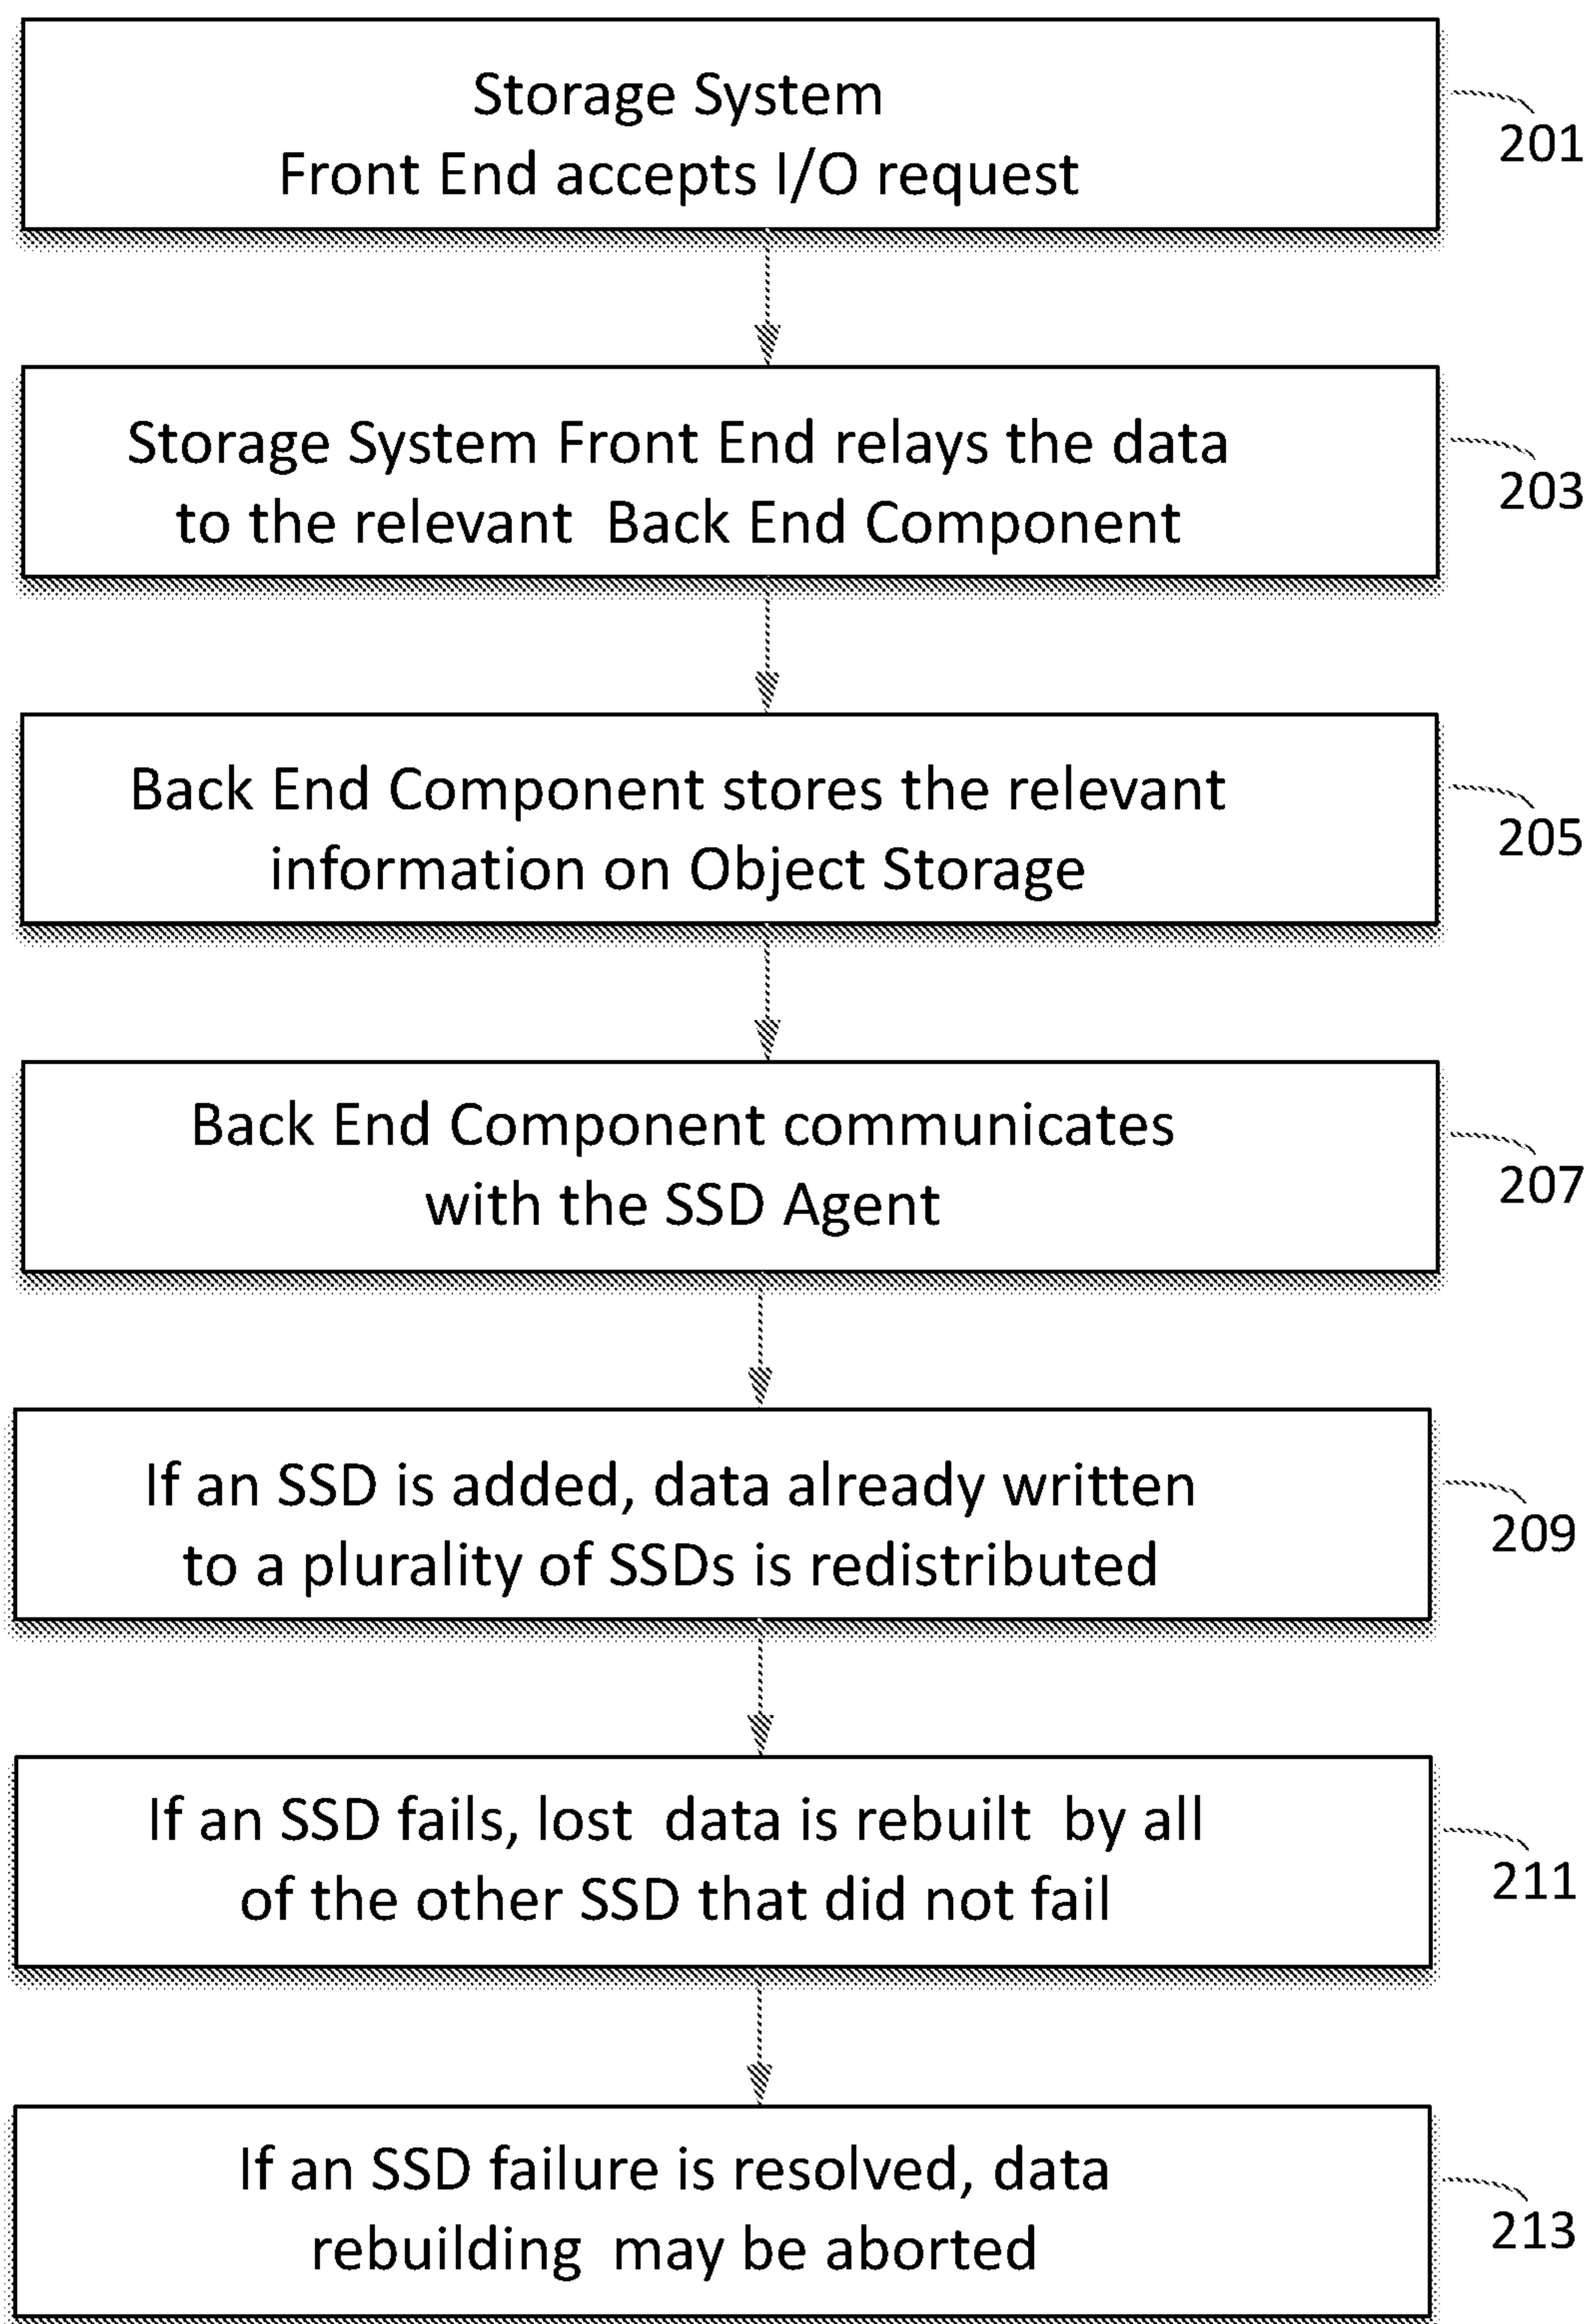 Storage System
Front End accepts I/O request
201
Storage System Front End relays the data
to the relevant Back End Component
203
Back End Component stores the relevant
information on Object Storage
205
Back End Component communicates
with the SSD Agent
207
If an SSD is added, data already written
to a plurality of SSDs is redistributed
209
If an SSD fails, lost data is rebuilt by all
of the other SSD that did not fail
211
If an SSD failure is resolved, data
rebuilding may be aborted
213